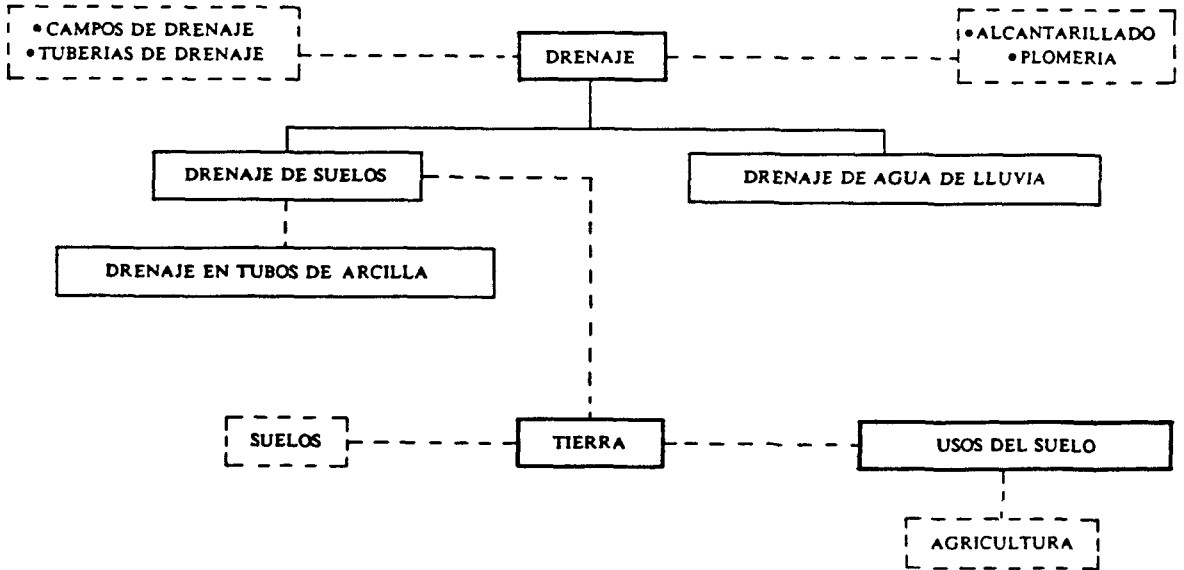 • CAMPOS DE DRENAJE
• TUBERIAS DE DRENAJE
DRENAJE
• ALCANTARILLADO
• PLOMERIA
DRENAJE DE SUELOS
DRENAJE DE AGUA DE LLUVIA
DRENAJE EN TUBOS DE ARCILLA
SUELOS
TIERRA
USOS DEL SUELO
AGRICULTURA